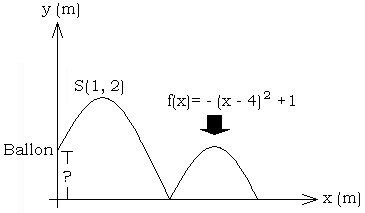 y (m)
S(1, 2)
f(x)= - (x - 4)² +1
Ballon
?
x (m)